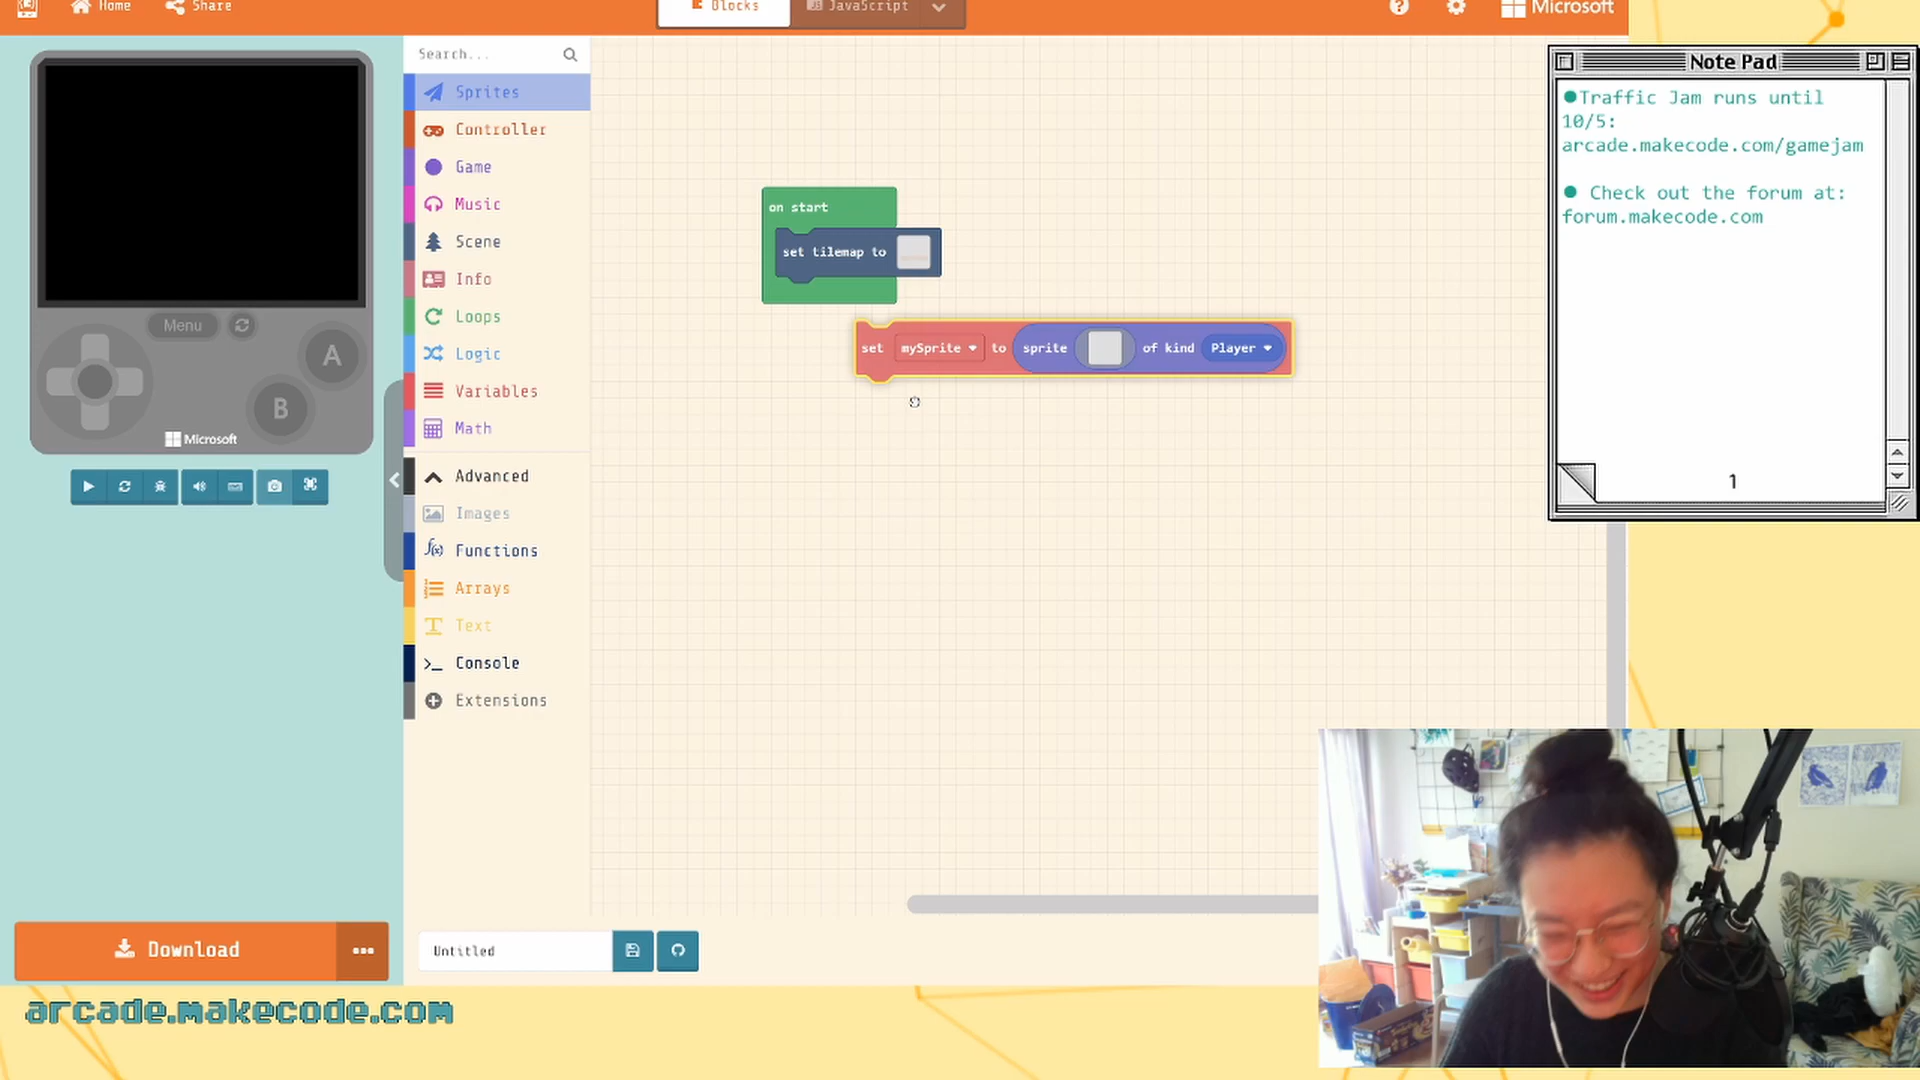 Home
Share
Blocks
JavaScript
Microsoft
Search...
Sprites
Controller
Game
Music
Scene
Info
Loops
Logic
Variables
Math
Advanced
Images
Functions
Arrays
Text
Console
Extensions
Menu
A
B
Microsoft
on start
set tilemap to
set mySprite to sprite of kind Player
Note Pad
Traffic Jam runs until
10/5:
arcade.makecode.com/gamejam
Check out the forum at:
forum.makecode.com
1
Download
Untitled
arcade.makecode.com